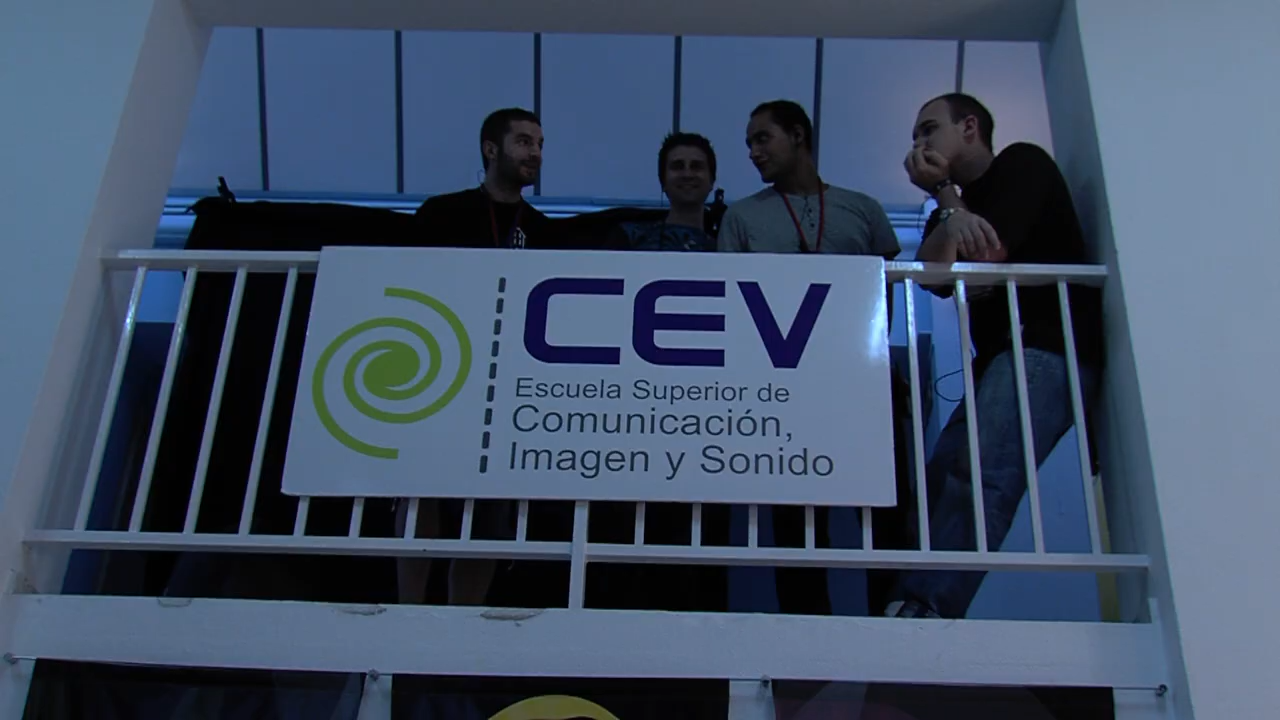 CEV
Escuela Superior de
Comunicación,
Imagen y Sonido